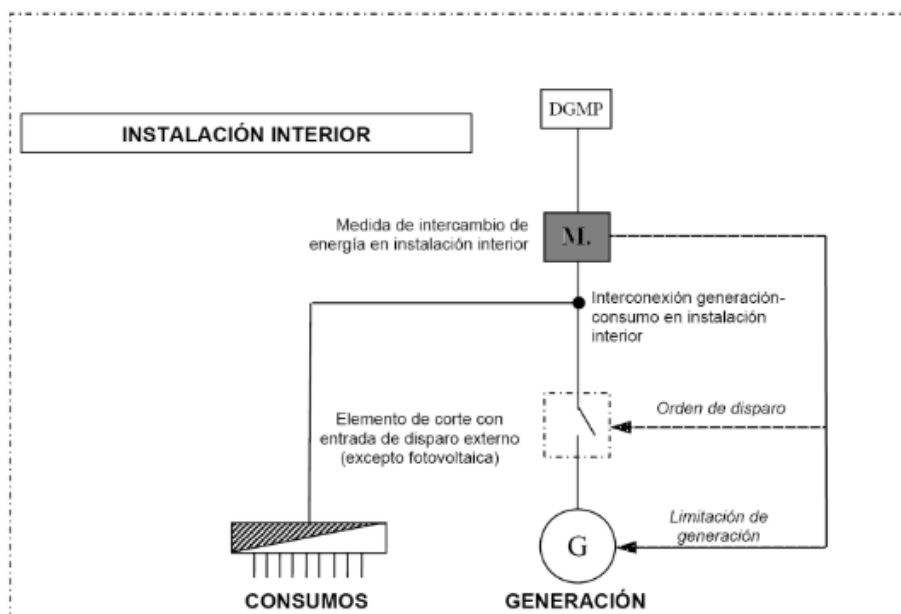 DGMP
INSTALACIÓN INTERIOR
Medida de intercambio de
energía en instalación interior
M.
Interconexión generación-
consumo en instalación
interior
Elemento de corte con
entrada de disparo externo
(excepto fotovoltaica)
Orden de disparo
Limitación de
generación
G
CONSUMOS
GENERACIÓN